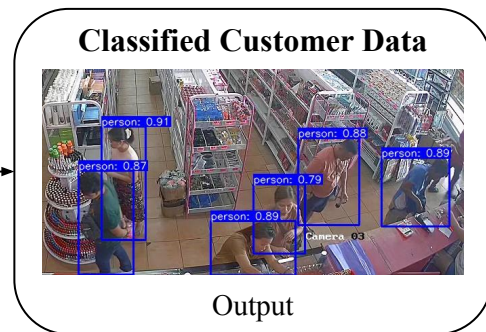 Classified Customer Data
person: 0.91
person: 0.88
person: 0.87
person: 0.89
person: 0.79
person: 0.89
Camera 03
Output